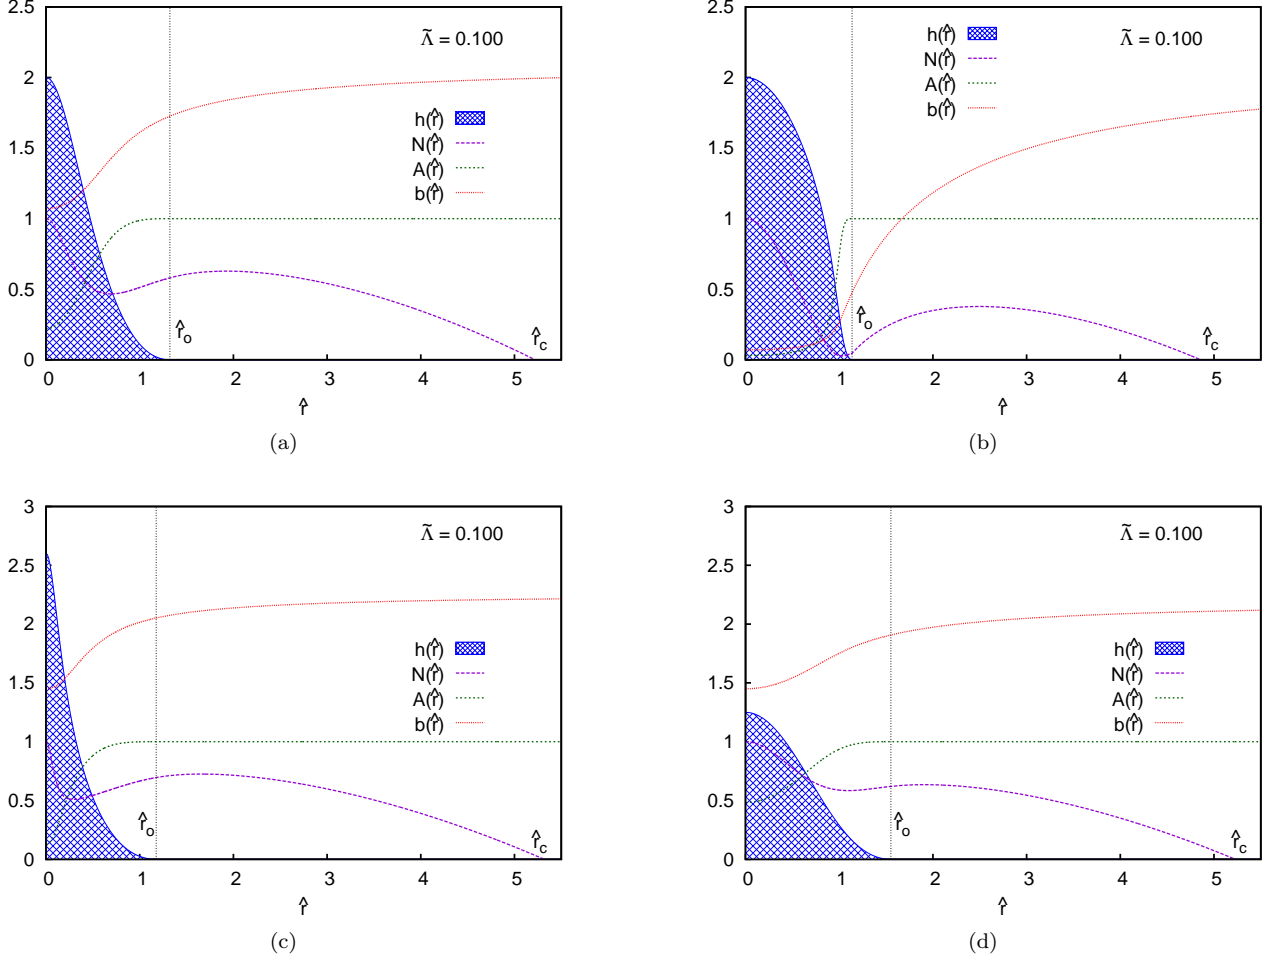 2.5
2
1.5
1
0.5
0
0 1 2 3 4 5
Λ̃ = 0.100
h(r̂)
N(r̂)
A(r̂)
b(r̂)
r̂o
r̂c
r̂
(a)
2.5
2
1.5
1
0.5
0
0 1 2 3 4 5
Λ̃ = 0.100
h(r̂)
N(r̂)
A(r̂)
b(r̂)
r̂o
r̂c
r̂
(b)
3
2.5
2
1.5
1
0.5
0
0 1 2 3 4 5
Λ̃ = 0.100
h(r̂)
N(r̂)
A(r̂)
b(r̂)
r̂o
r̂c
r̂
(c)
3
2.5
2
1.5
1
0.5
0
0 1 2 3 4 5
Λ̃ = 0.100
h(r̂)
N(r̂)
A(r̂)
b(r̂)
r̂o
r̂c
r̂
(d)